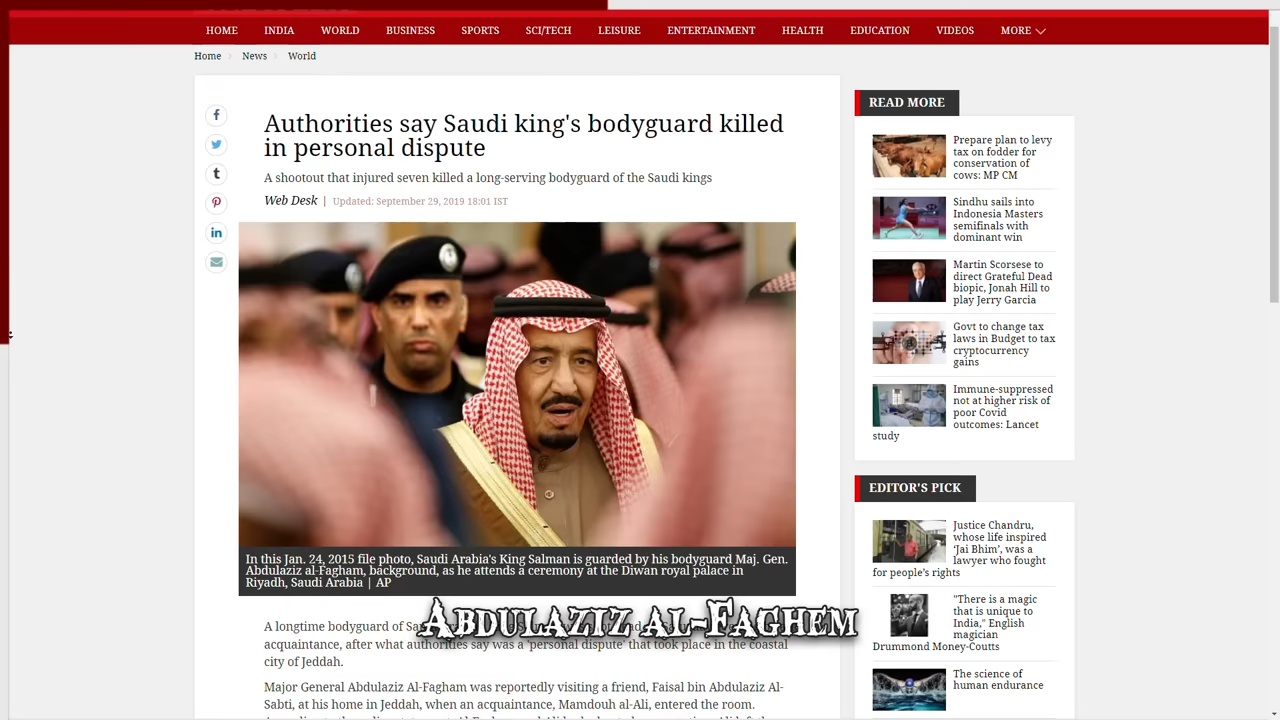 HOME INDIA WORLD BUSINESS SPORTS SCI/TECH LEISURE ENTERTAINMENT HEALTH EDUCATION VIDEOS MORE
Home News World
Authorities say Saudi king's bodyguard killed
in personal dispute
A shootout that injured seven killed a long-serving bodyguard of the Saudi kings
Web Desk | Updated: September 29, 2019 18:01 IST
In this Jan. 24, 2015 file photo, Saudi Arabia's King Salman is guarded by his bodyguard Maj. Gen.
Abdulaziz al-Fagham, background, as he attends a ceremony at the Diwan royal palace in
Riyadh, Saudi Arabia | AP
ABDULAZIZ AL-FAGHEM
A longtime bodyguard of
acquaintance, after what authorities say was a 'personal dispute' that took place in the coastal
city of Jeddah.
Major General Abdulaziz Al-Fagham was reportedly visiting a friend, Faisal bin Abdulaziz Al-
Sabti, at his home in Jeddah, when an acquaintance, Mamdouh al-Ali, entered the room.
READ MORE
Prepare plan to levy
tax on fodder for
conservation of
cows: MP CM
Sindhu sails into
Indonesia Masters
semifinals with
dominant win
Martin Scorsese to
direct Grateful Dead
biopic, Jonah Hill to
play Jerry Garcia
Govt to change tax
laws in Budget to tax
cryptocurrency
gains
Immune-suppressed
not at higher risk of
poor Covid
outcomes: Lancet
study
EDITOR'S PICK
Justice Chandru,
whose life inspired
'Jai Bhim', was a
lawyer who fought
for people's rights
"There is a magic
that is unique to
India," English
magician
Drummond Money-Coutts
The science of
human endurance